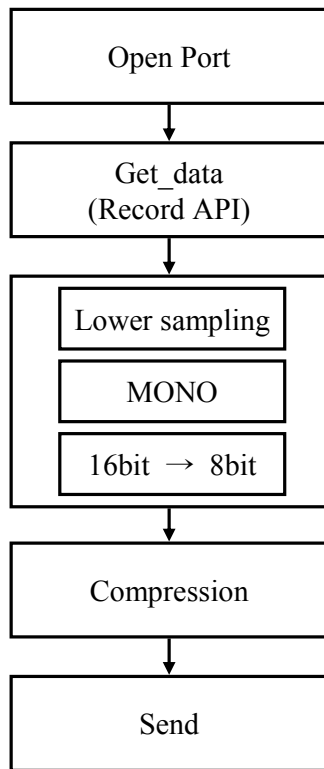 Open Port
Get_data
(Record API)
Lower sampling
MONO
16bit → 8bit
Compression
Send